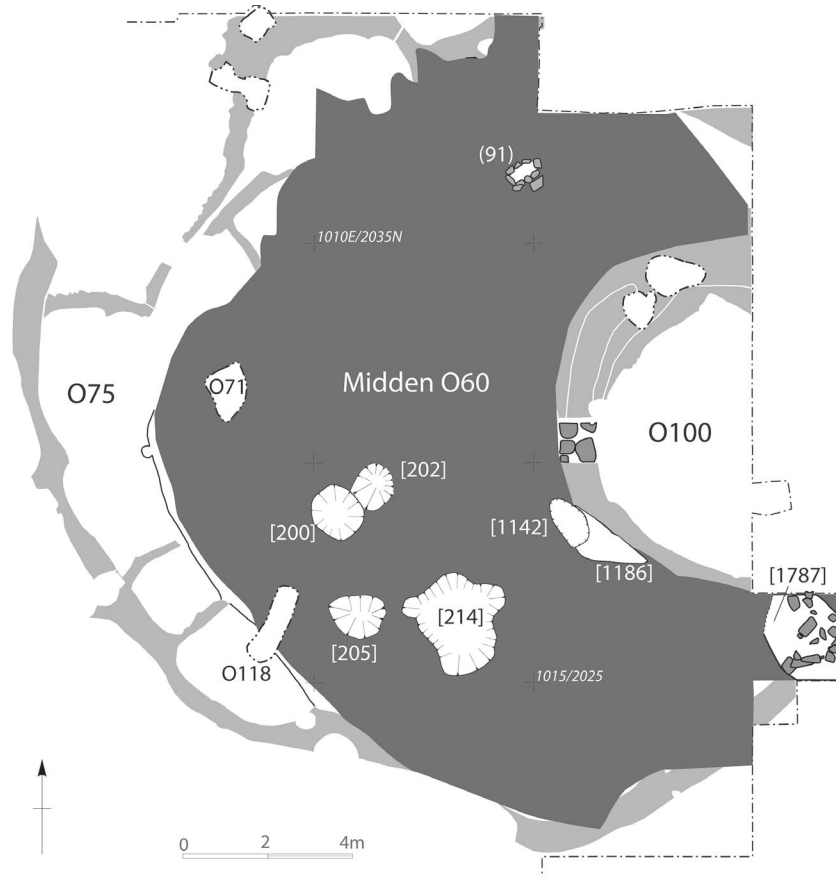 (91)
1010E/2035N
O71
Midden O60
O75
O100
[202]
[200]
[1142]
[1186]
[1787]
[214]
[205]
O118
1015/2025
0 2 4m